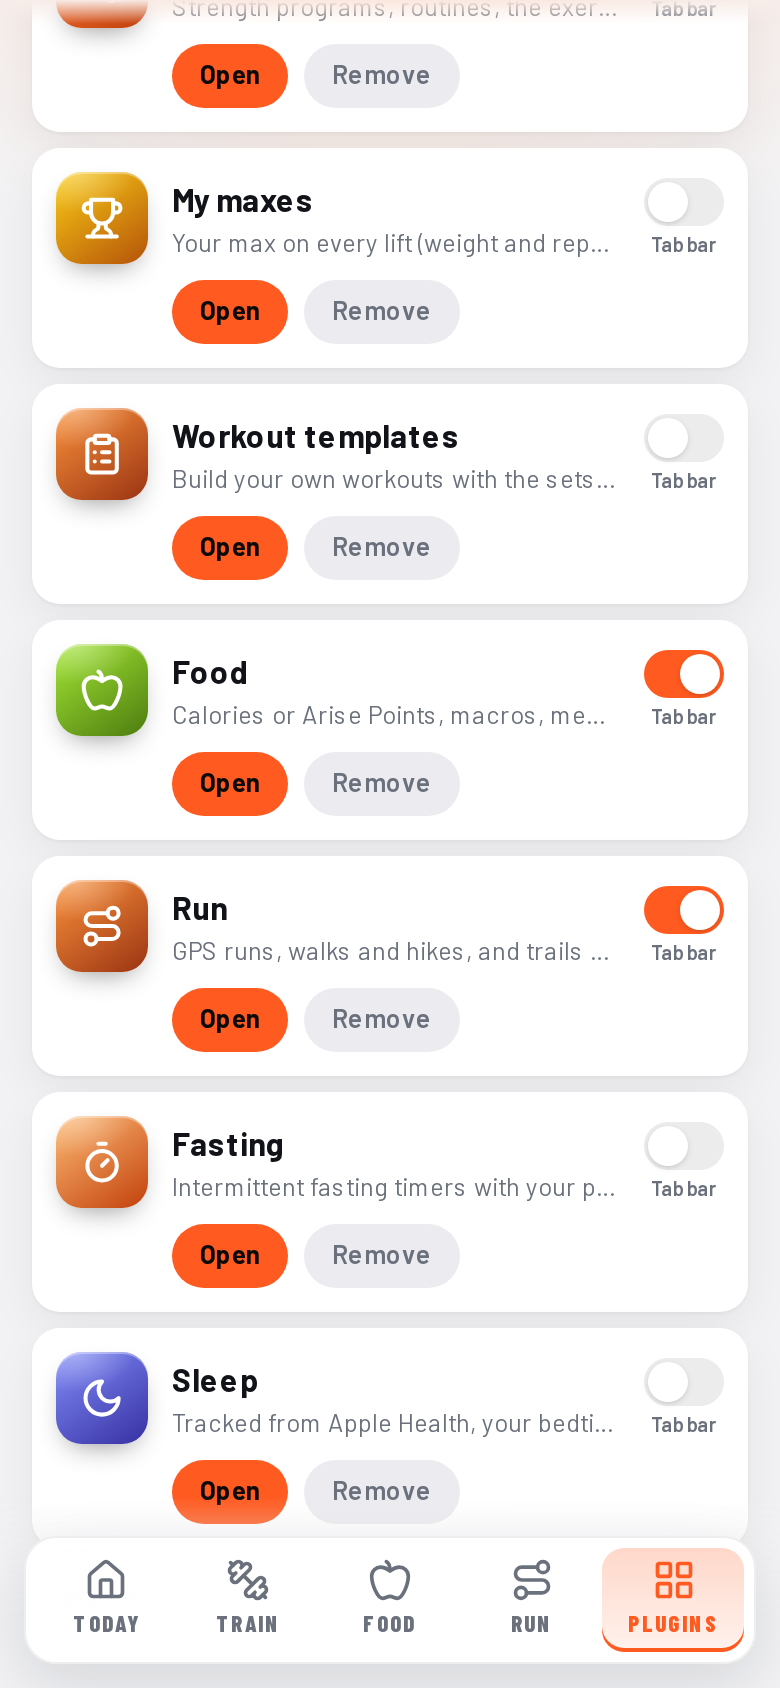 Strength programs, routines, the exer...
Tab bar
Open
Remove
My maxes
Your max on every lift (weight and rep...
Tab bar
Open
Remove
Workout templates
Build your own workouts with the sets...
Tab bar
Open
Remove
Food
Calories or Arise Points, macros, me...
Tab bar
Open
Remove
Run
GPS runs, walks and hikes, and trails ...
Tab bar
Open
Remove
Fasting
Intermittent fasting timers with your p...
Tab bar
Open
Remove
Sleep
Tracked from Apple Health, your bedti...
Tab bar
Open
Remove
TODAY
TRAIN
FOOD
RUN
PLUGINS